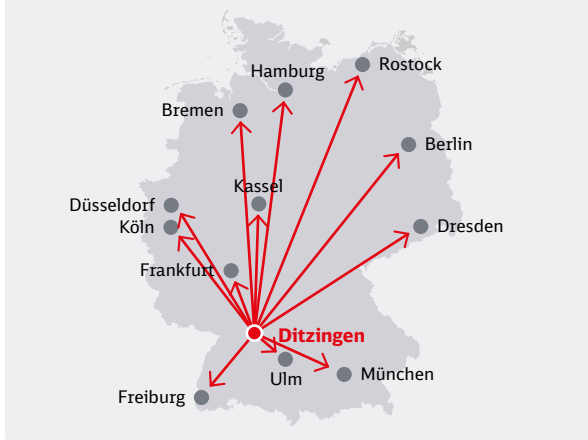 Rostock
Hamburg
Bremen
Berlin
Kassel
Düsseldorf
Köln
Dresden
Frankfurt
Ditzingen
Ulm
München
Freiburg